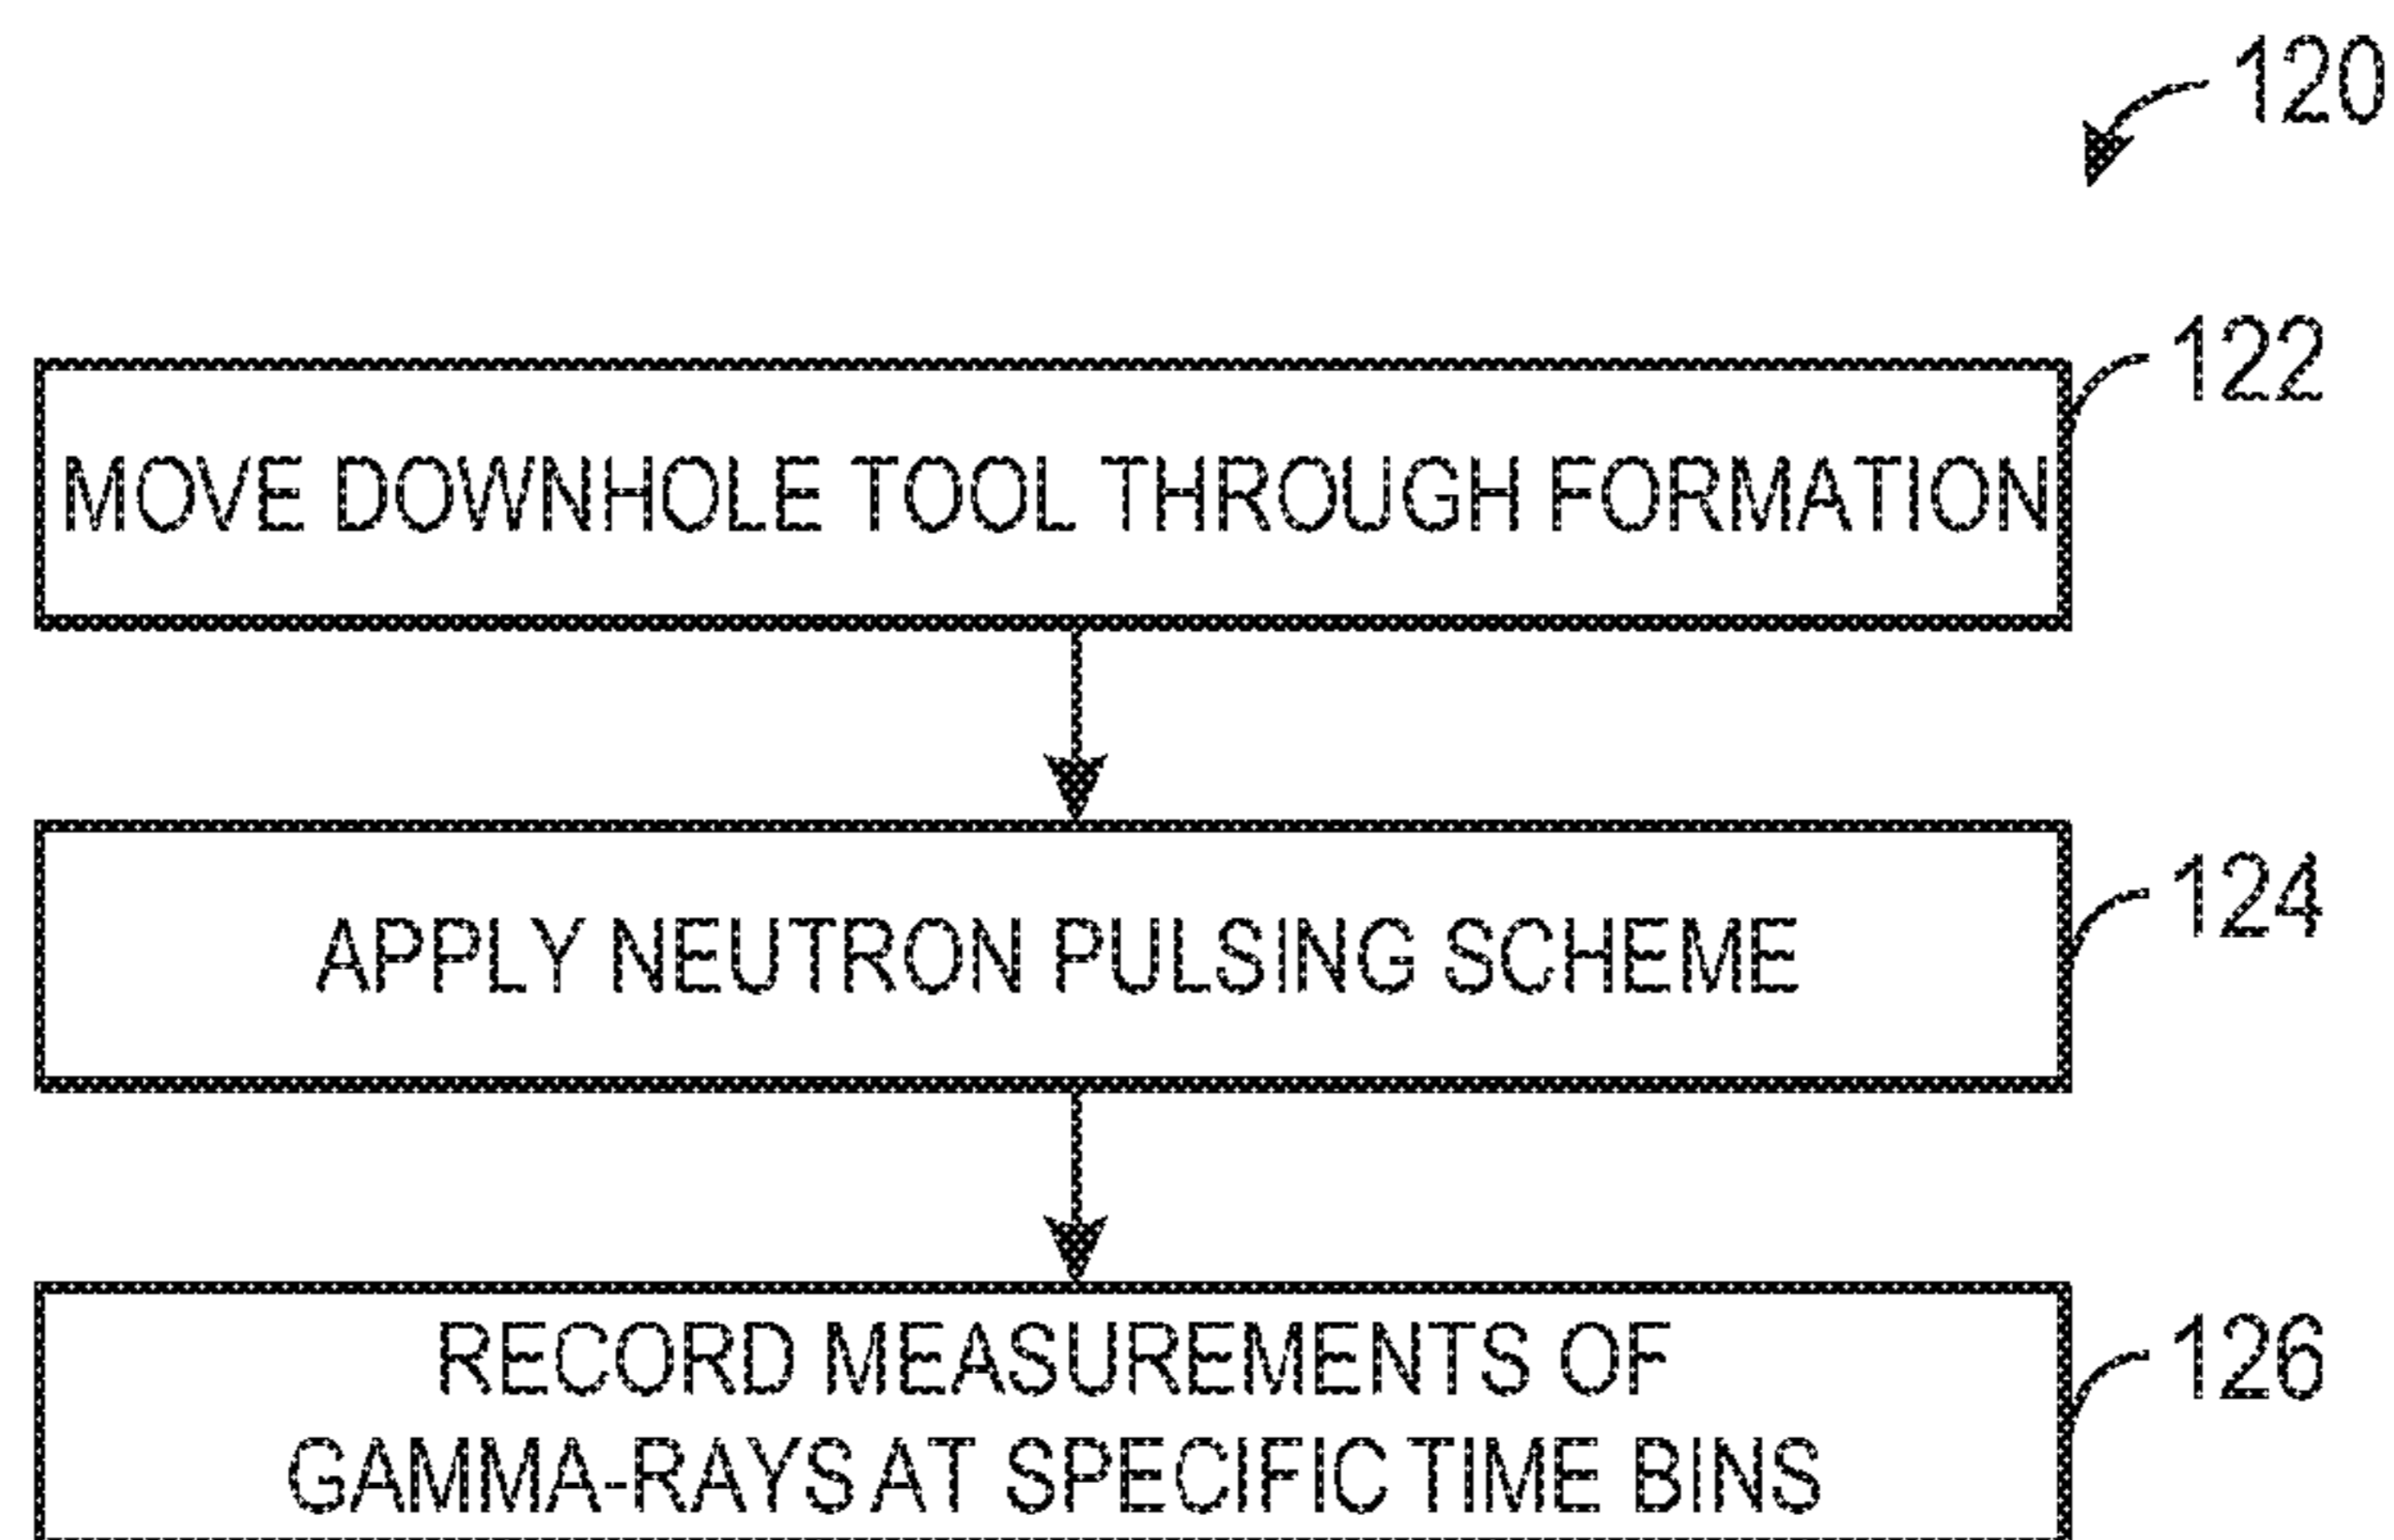 120
122
MOVE DOWNHOLE TOOL THROUGH FORMATION
124
APPLY NEUTRON PULSING SCHEME
126
RECORD MEASUREMENTS OF
GAMMA-RAYS AT SPECIFIC TIME BINS